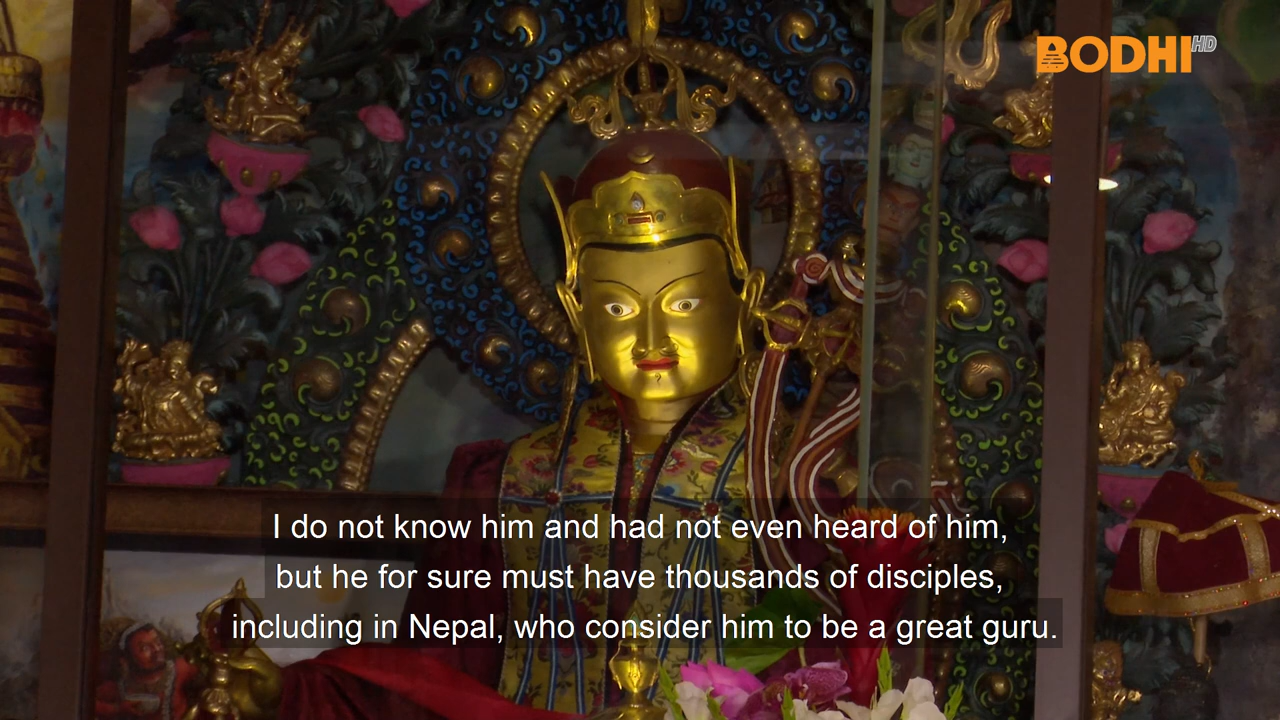 BODHI HD
I do not know him and had not even heard of him,
but he for sure must have thousands of disciples,
including in Nepal, who consider him to be a great guru.